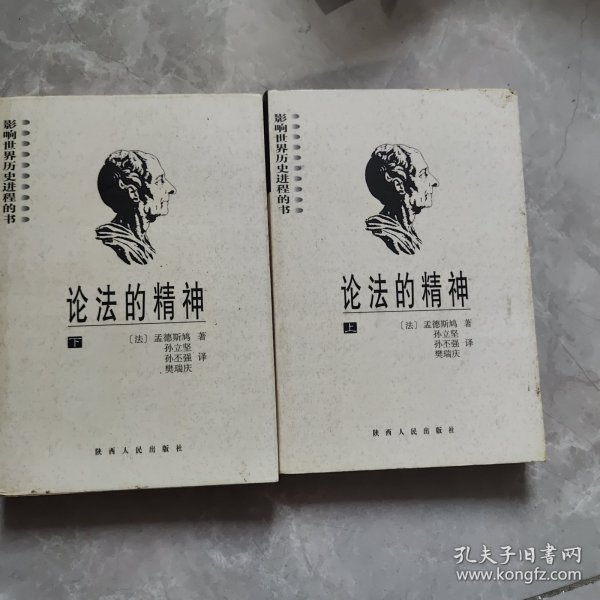 影响世界历史进程的书
论法的精神
下
〔法〕孟德斯鸠 著
孙立坚
孙丕强 译
樊瑞庆
陕西人民出版社
影响世界历史进程的书
论法的精神
上
〔法〕孟德斯鸠 著
孙立坚
孙丕强 译
樊瑞庆
陕西人民出版社
孔夫子旧书网
www.kongfz.com